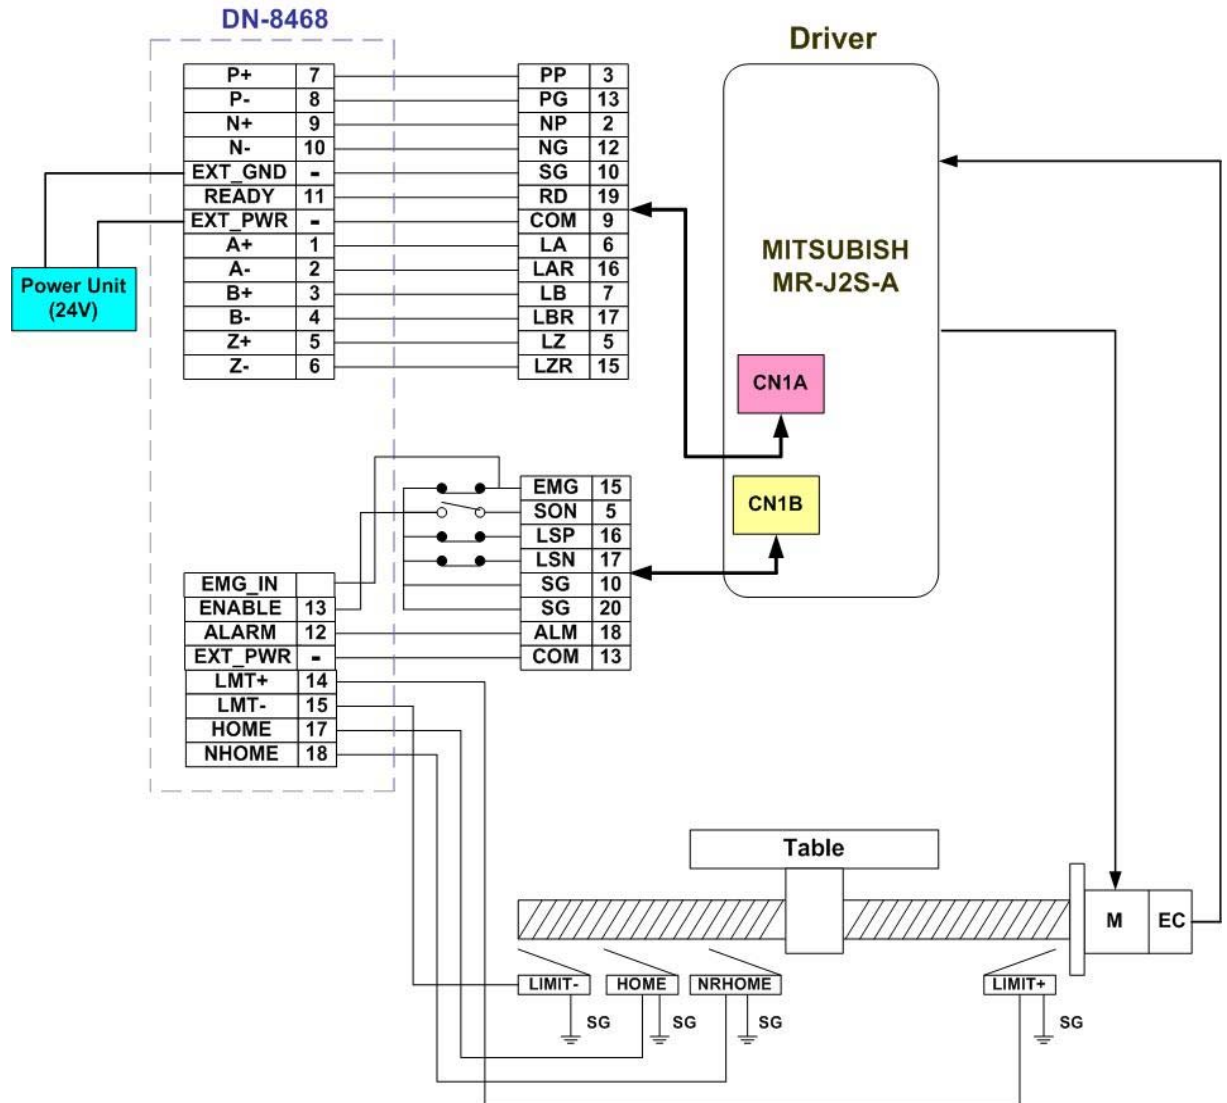 DN-8468
Driver
P+ 7 PP 3
P- 8 PG 13
N+ 9 NP 2
N- 10 NG 12
EXT_GND - SG 10
READY 11 RD 19
EXT_PWR - COM 9
A+ 1 LA 6
A- 2 LAR 16
B+ 3 LB 7
B- 4 LBR 17
Z+ 5 LZ 5
Z- 6 LZR 15
Power Unit
(24V)
MITSUBISH
MR-J2S-A
CN1A
CN1B
EMG 15
SON 5
LSP 16
LSN 17
EMG_IN SG 10
ENABLE 13 SG 20
ALARM 12 ALM 18
EXT_PWR - COM 13
LMT+ 14
LMT- 15
HOME 17
NHOME 18
Table
M EC
LIMIT- HOME NRHOME LIMIT+
SG SG SG SG